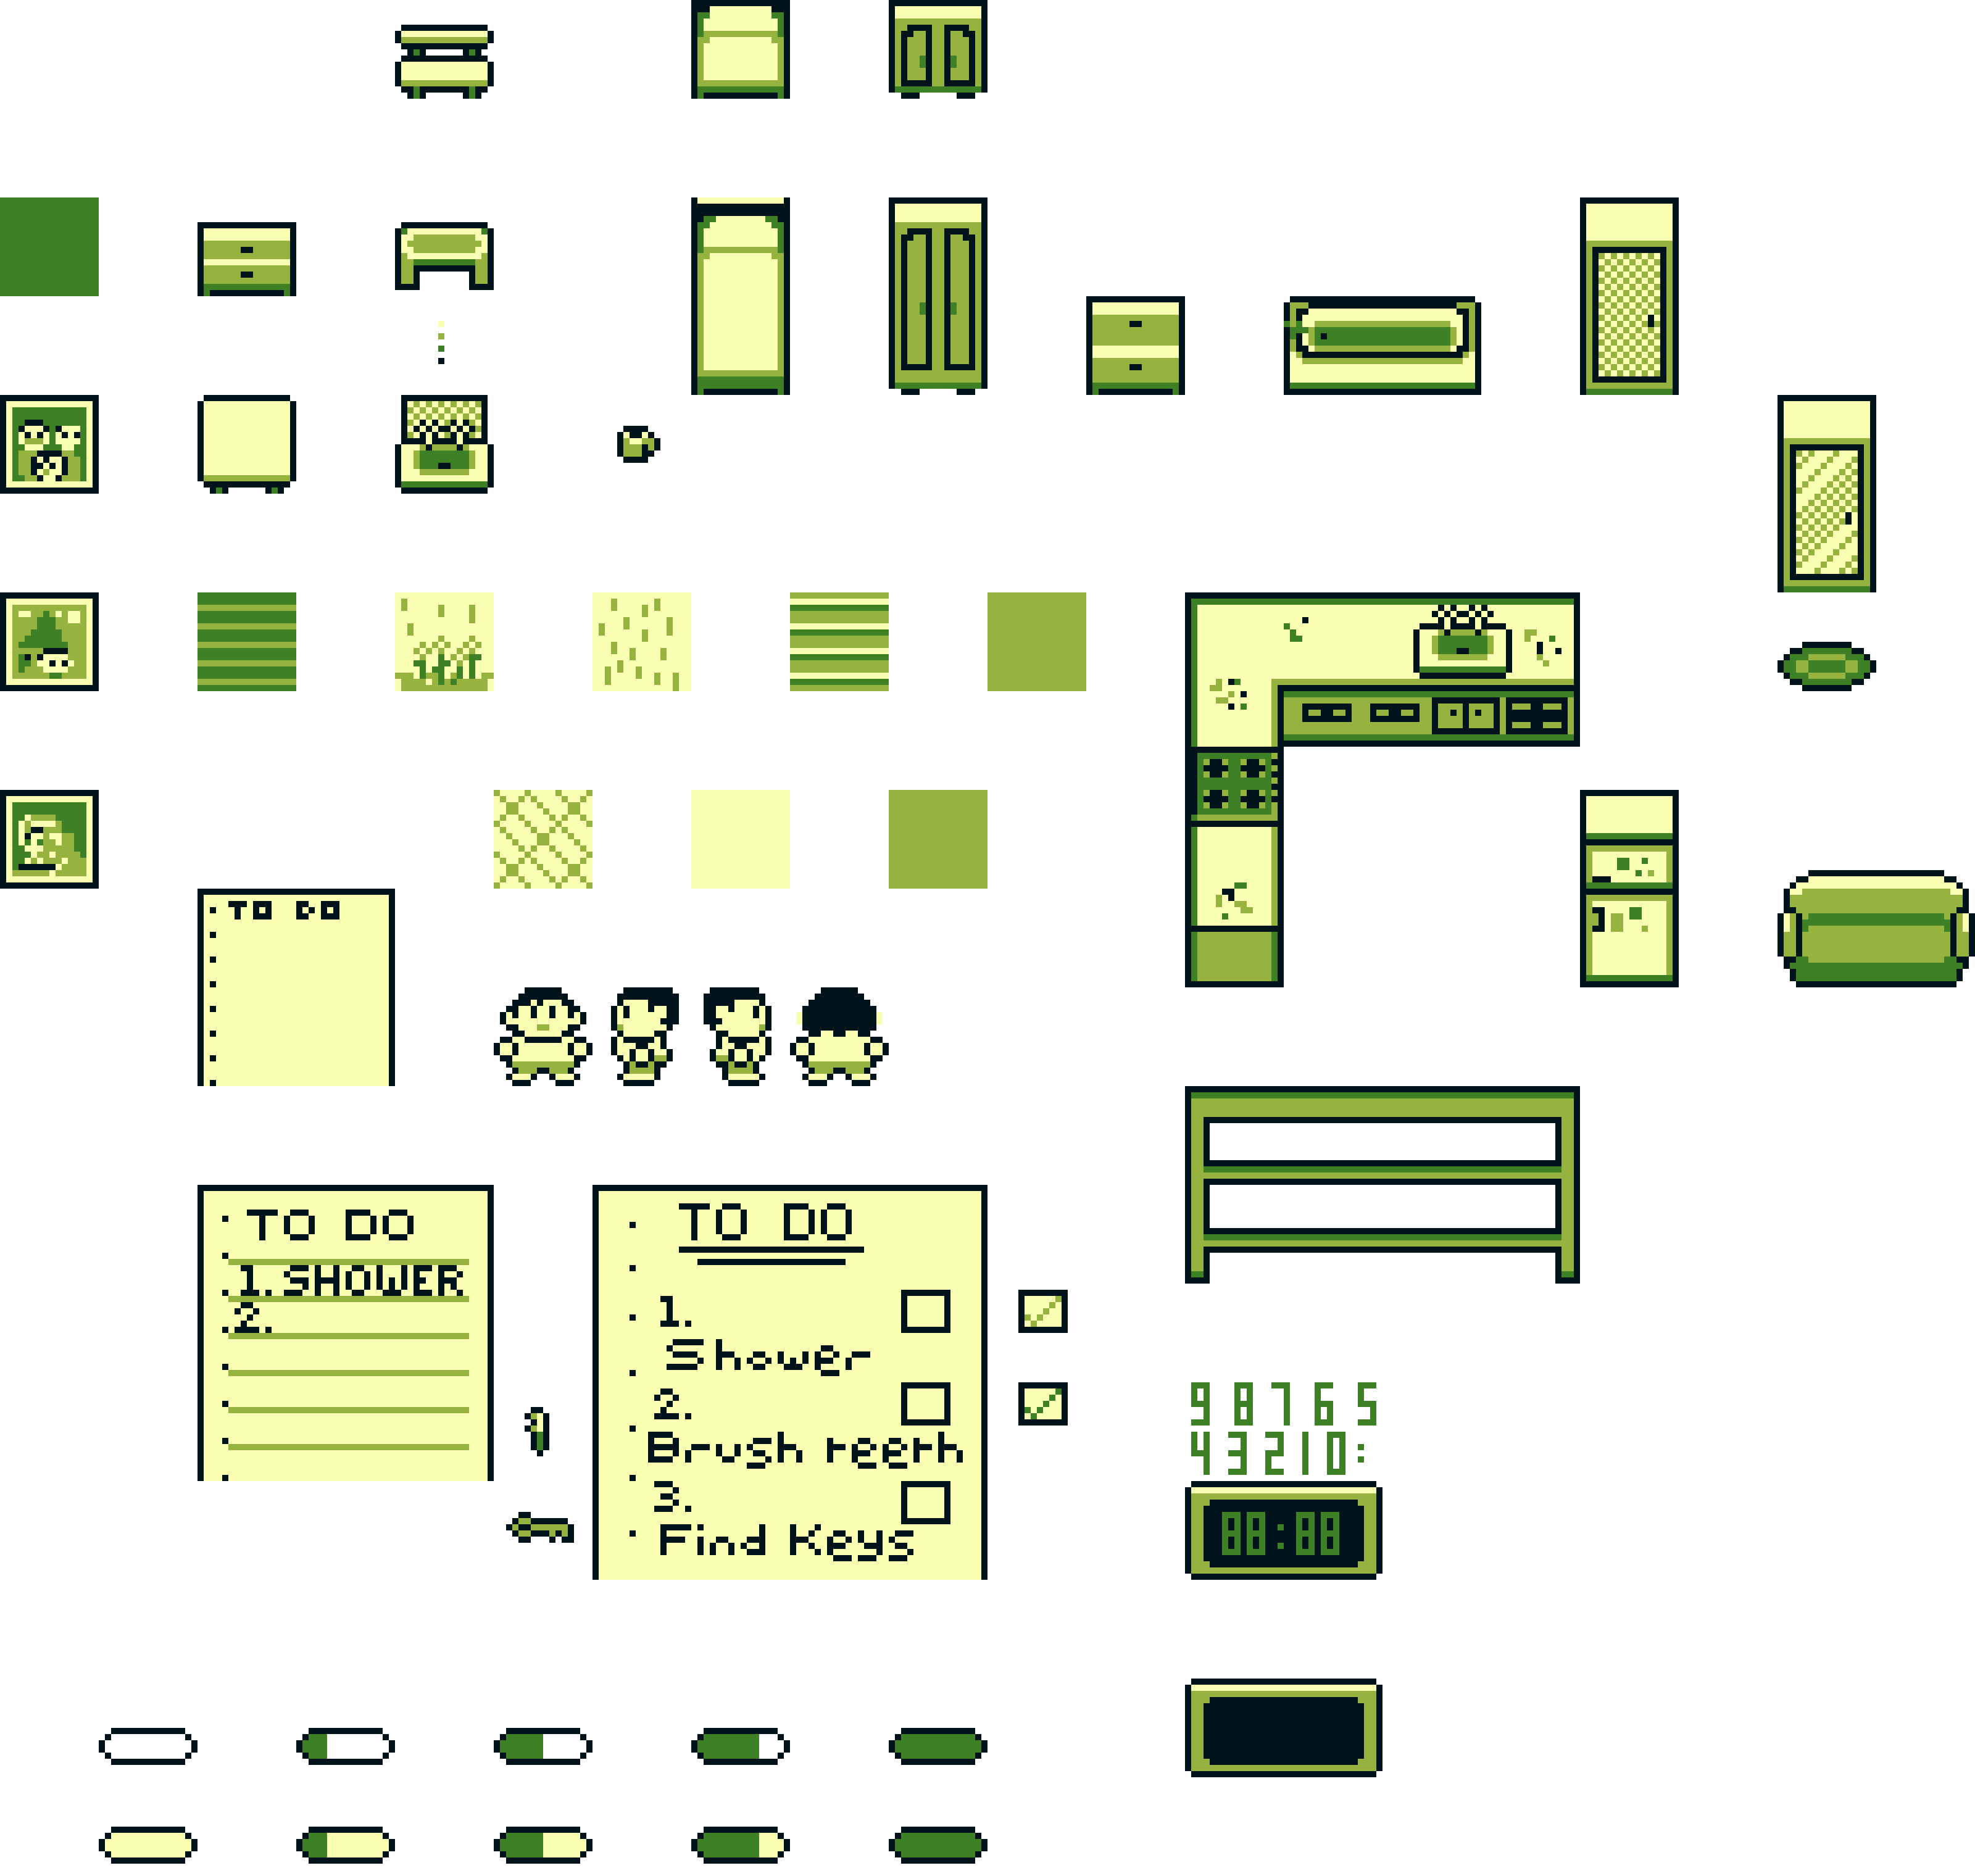 TO DO
TO DO
1. SHOWER
2.
TO DO
1.
Shower
2.
Brush teeth
3.
Find Keys
9 8 7 6 5
4 3 2 1 0 :
88:88